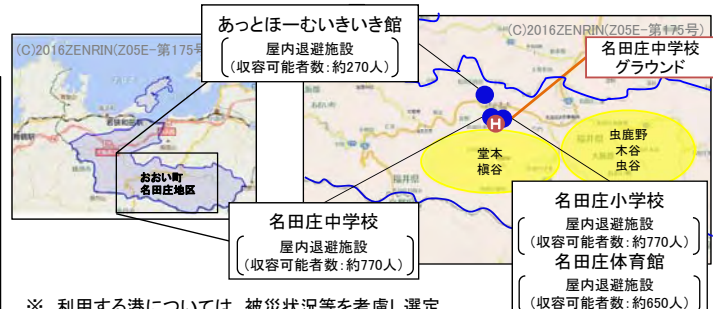 あっとほーむいきいき館
屋内退避施設
(収容可能者数:約270人)
(C)2016ZENRIN(Z05E-第175号
(C)2016ZENRIN(Z05E-第175号)
名田庄中学校
グラウンド
おおい町
名田庄地区
H
堂本
槇谷
虫鹿野
木谷
虫谷
福井県
名田庄中学校
屋内退避施設
(収容可能者数:約770人)
名田庄小学校
屋内退避施設
(収容可能者数:約770人)
名田庄体育館
屋内退避施設
(収容可能者数:約650人)
※ 利用する港については、被災状況等を考慮し選定